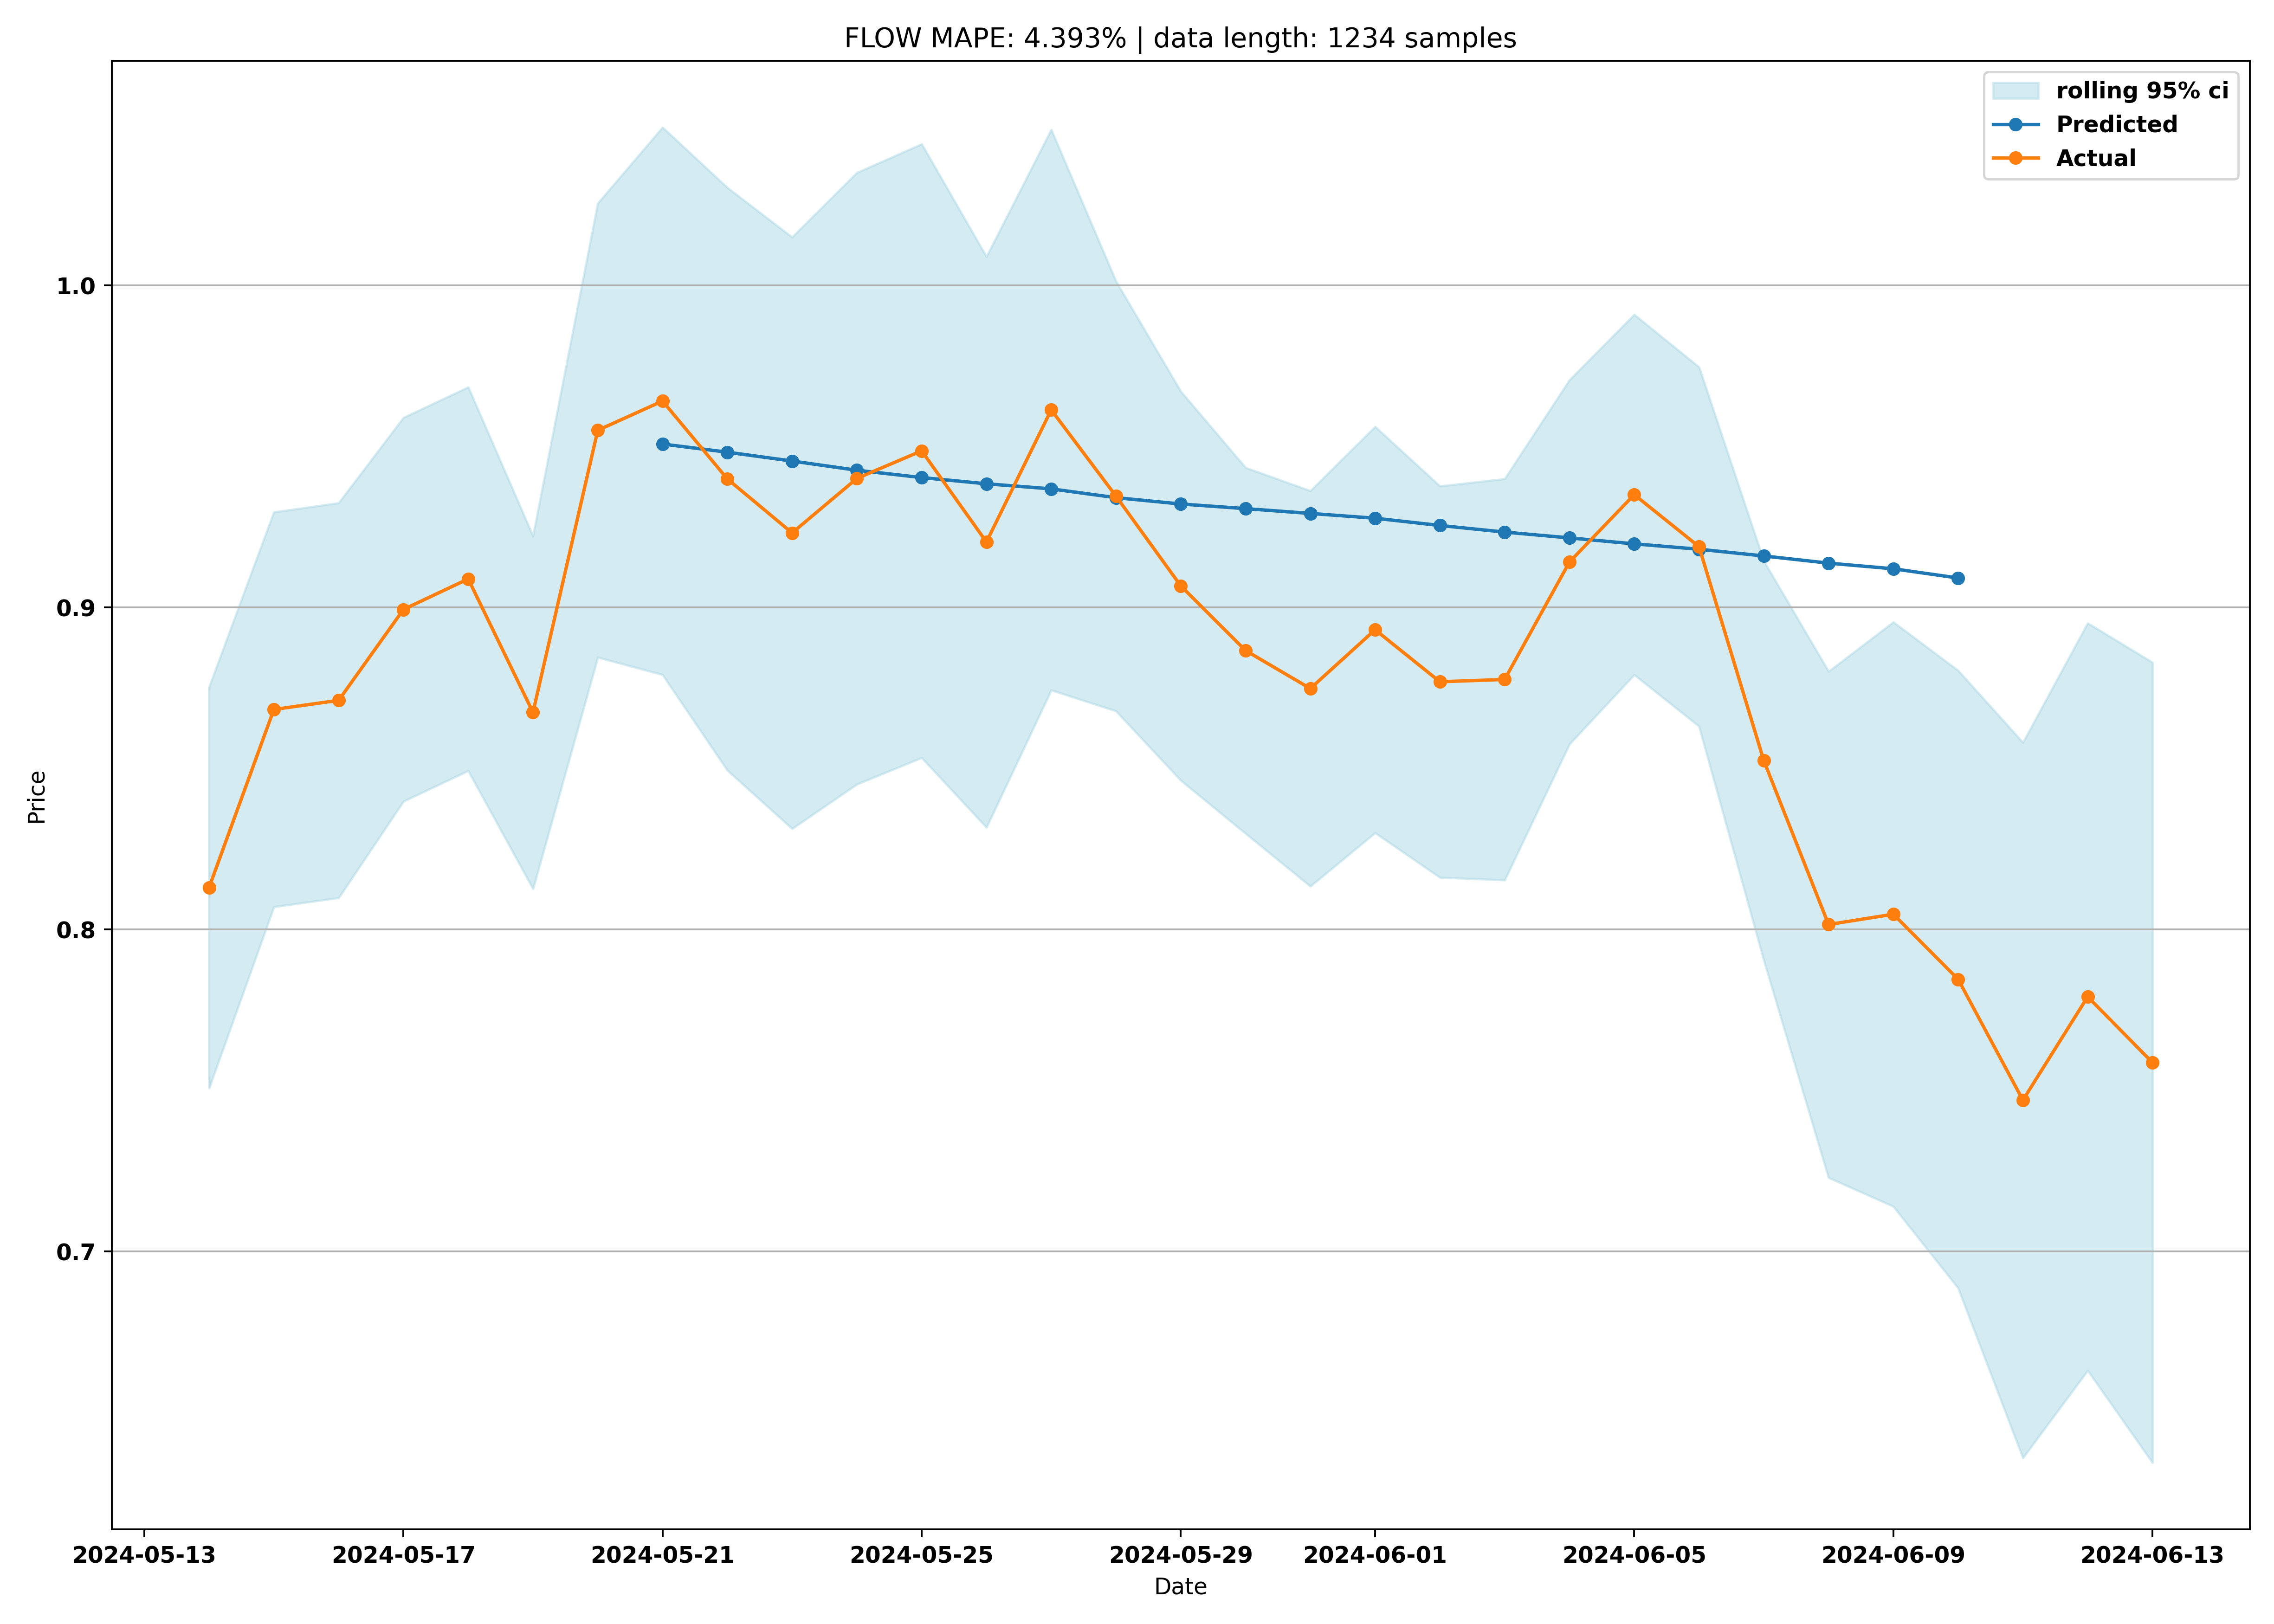 FLOW MAPE: 4.393% | data length: 1234 samples
rolling 95% ci
Predicted
Actual
1.0
0.9
0.8
0.7
Price
2024-05-13 2024-05-17 2024-05-21 2024-05-25 2024-05-29 2024-06-01 2024-06-05 2024-06-09 2024-06-13
Date